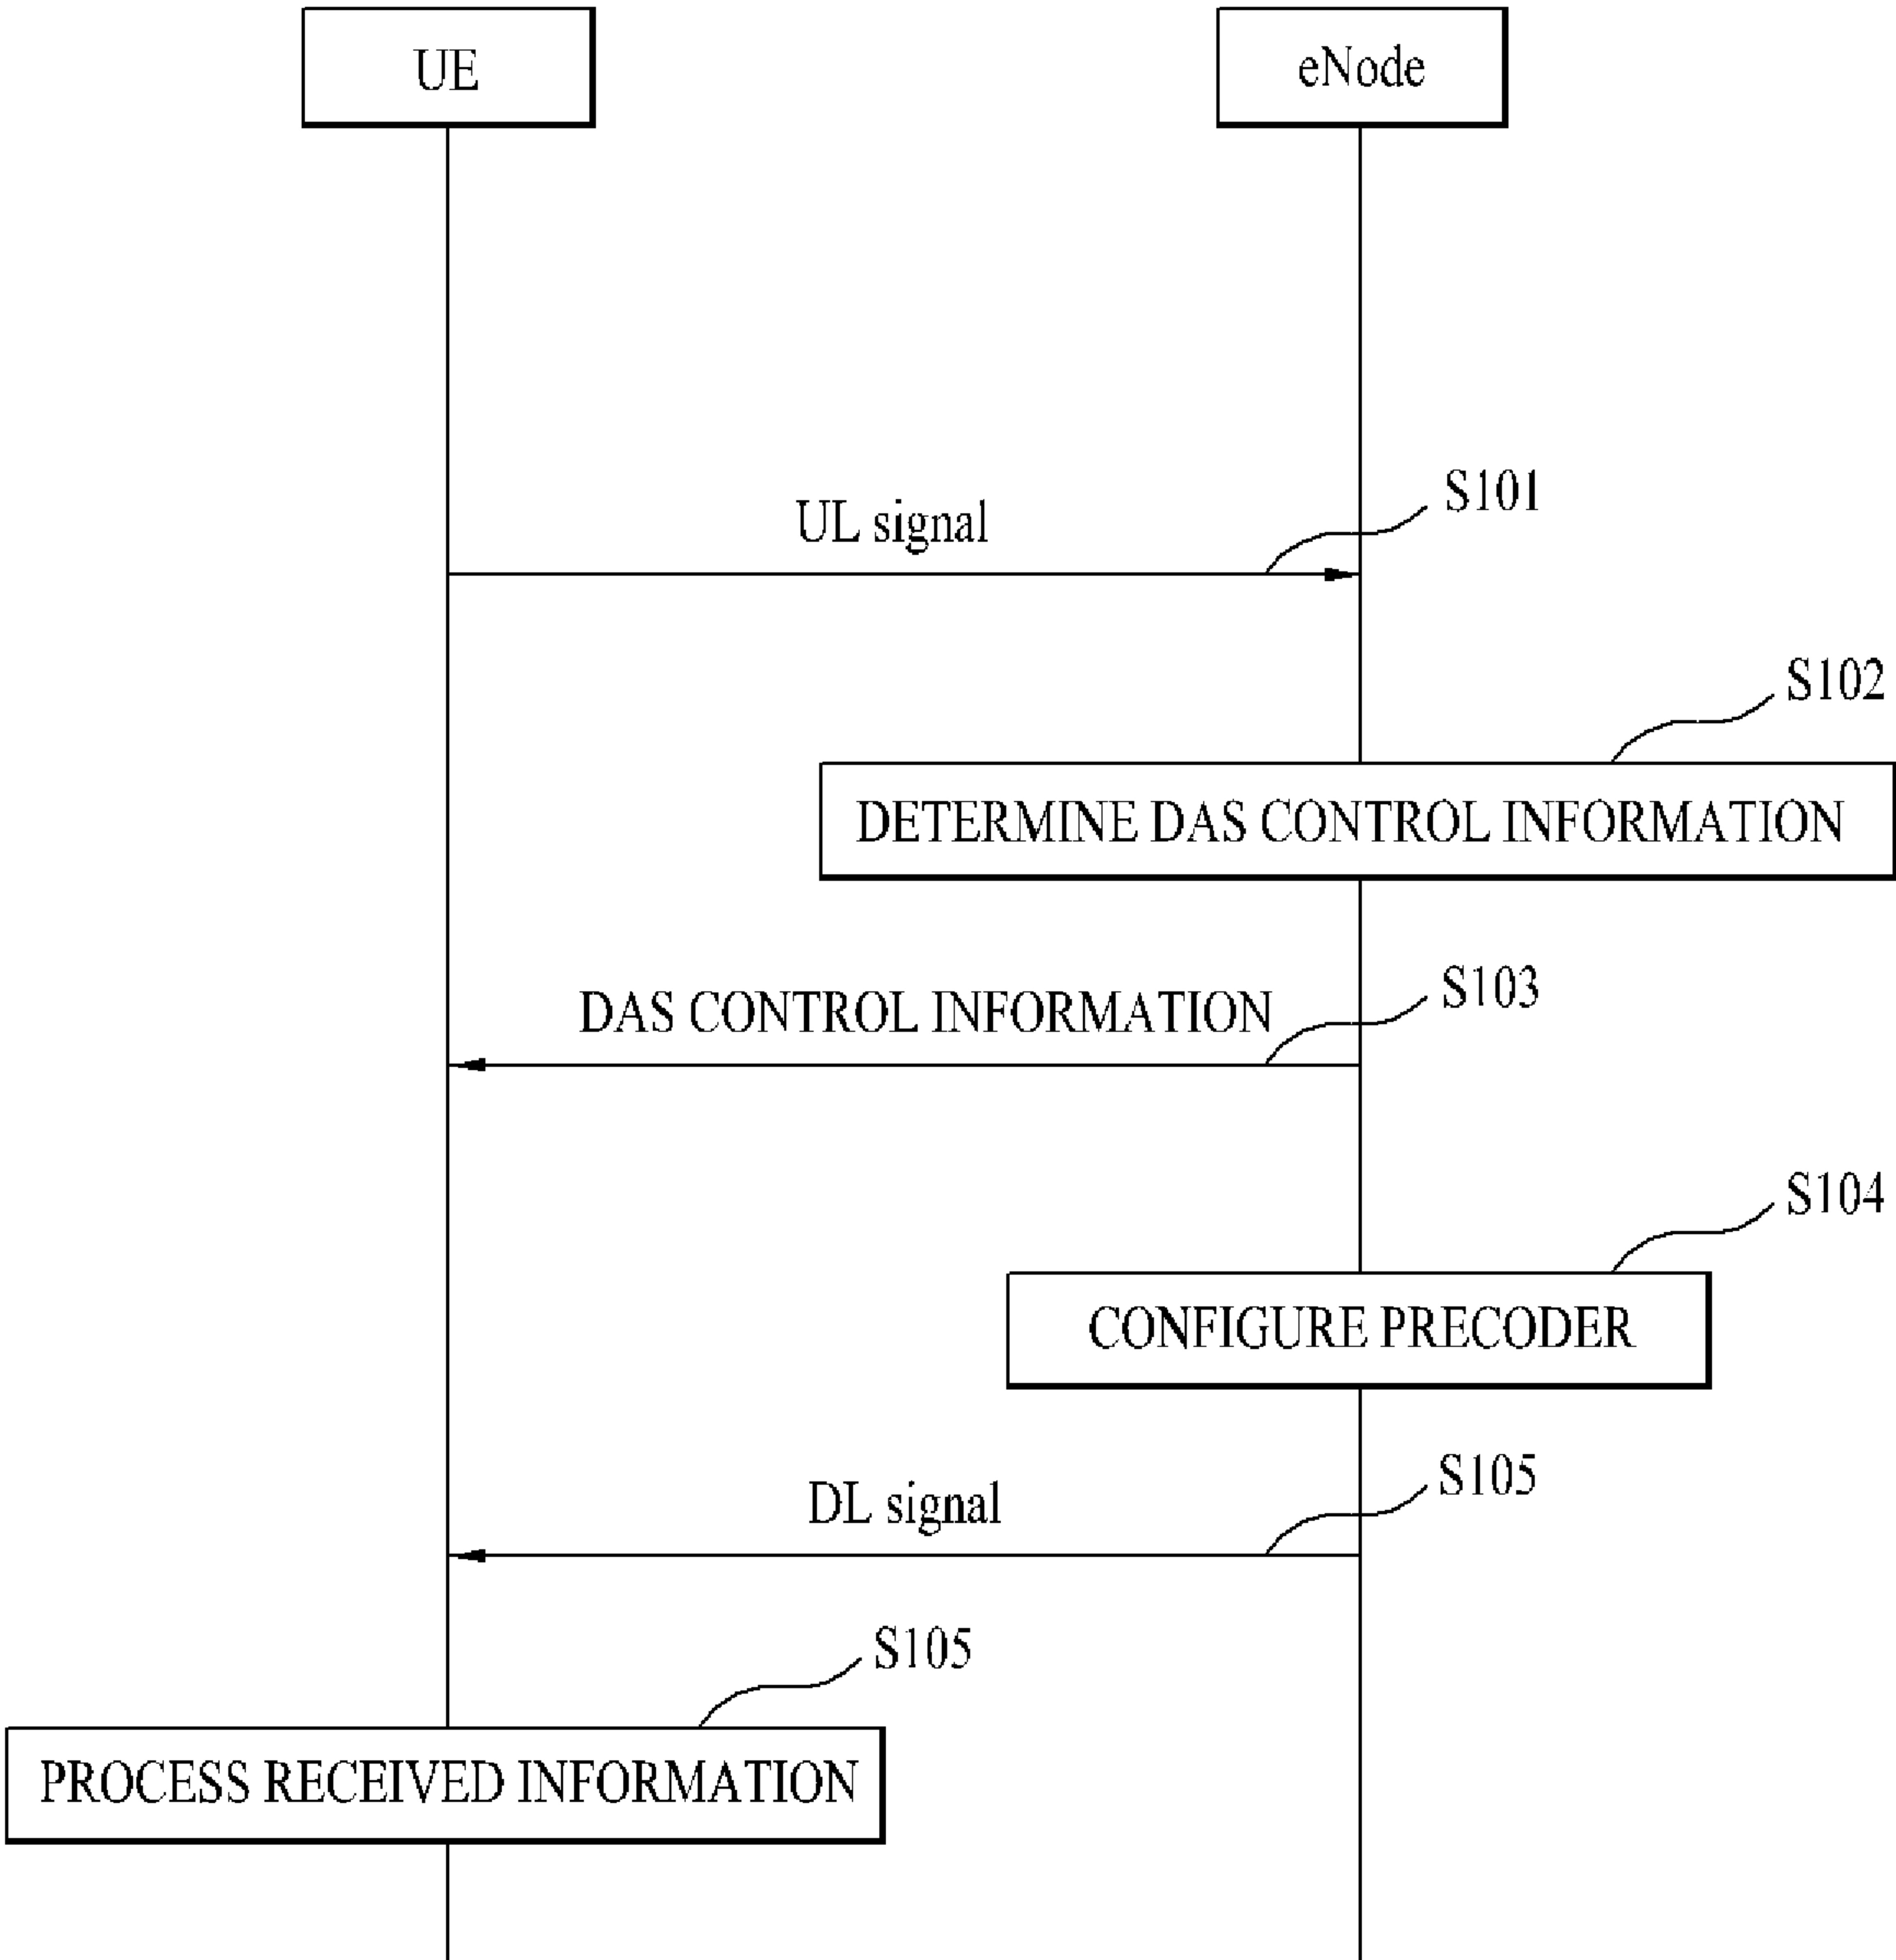 UE
eNode
S101
UL signal
S102
DETERMINE DAS CONTROL INFORMATION
S103
DAS CONTROL INFORMATION
S104
CONFIGURE PRECODER
S105
DL signal
S105
PROCESS RECEIVED INFORMATION